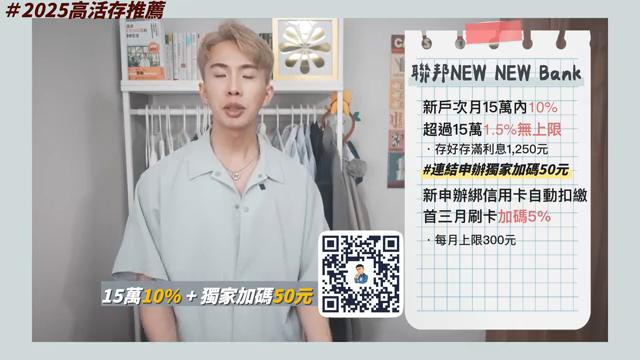 #2025高活存推薦
聯邦NEW NEW Bank
新戶次月15萬內10%
超過15萬1.5%無上限
·存好存滿利息1,250元
#連結申辦獨家加碼50元
新申辦綁信用卡自動扣繳
首三月刷卡加碼5%
·每月上限300元
15萬10% + 獨家加碼50元